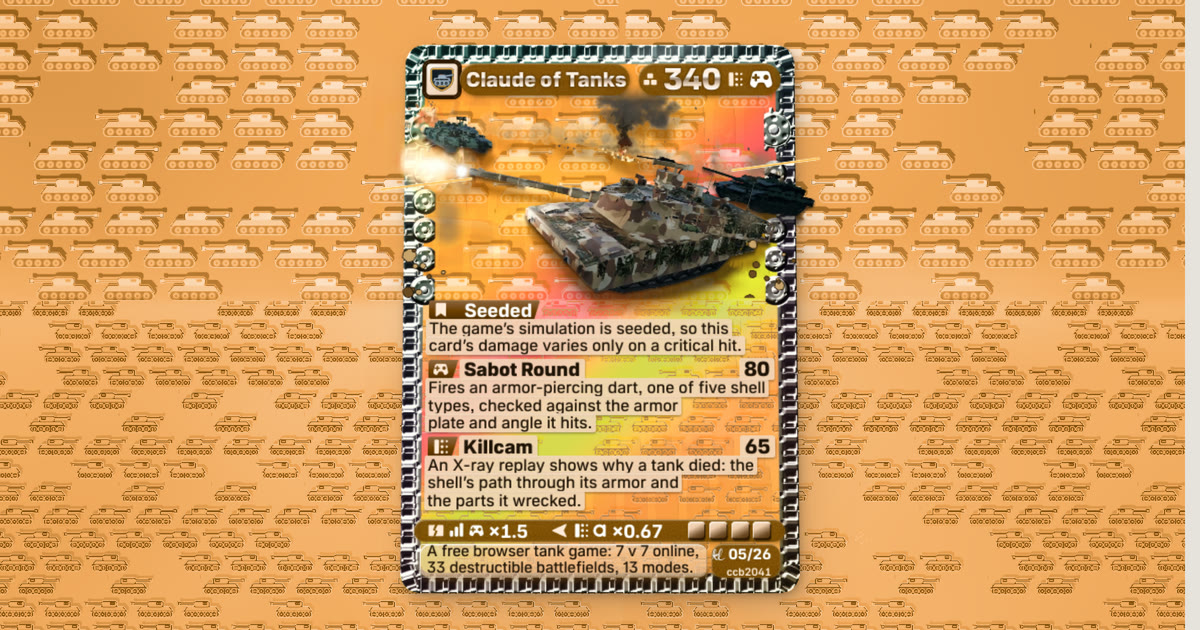 Claude of Tanks 340
Seeded
The game's simulation is seeded, so this
card's damage varies only on a critical hit.
Sabot Round 80
Fires an armor-piercing dart, one of five shell
types, checked against the armor
plate and angle it hits.
Killcam 65
An X-ray replay shows why a tank died: the
shell's path through its armor and
the parts it wrecked.
×1.5 ×0.67
A free browser tank game: 7 v 7 online,
33 destructible battlefields, 13 modes.
05/26
ccb2041